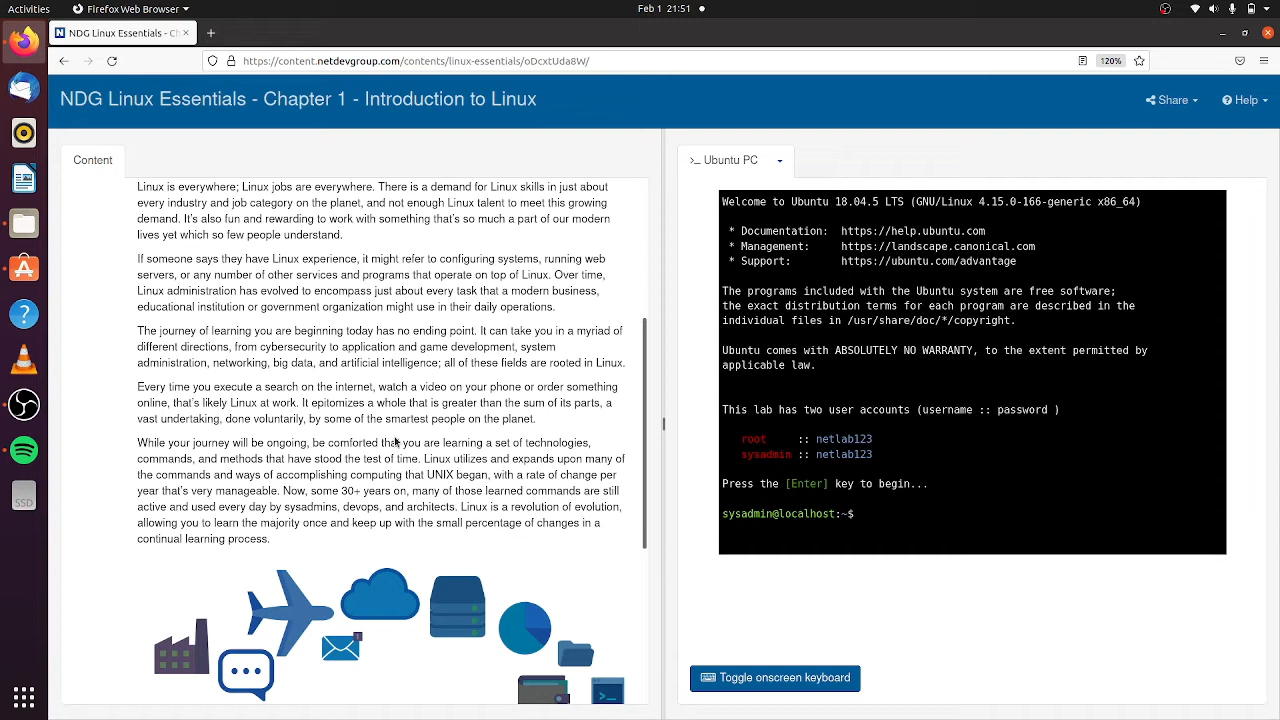 Activities
Firefox Web Browser
Feb 1 21:51
NDG Linux Essentials - Ch
https://content.netdevgroup.com/contents/linux-essentials/oDcxtUda8W/
120%
NDG Linux Essentials - Chapter 1 - Introduction to Linux
Share
Help
Content
Linux is everywhere; Linux jobs are everywhere. There is a demand for Linux skills in just about
every industry and job category on the planet, and not enough Linux talent to meet this growing
demand. It's also fun and rewarding to work with something that's so much a part of our modern
lives yet which so few people understand.
If someone says they have Linux experience, it might refer to configuring systems, running web
servers, or any number of other services and programs that operate on top of Linux. Over time,
Linux administration has evolved to encompass just about every task that a modern business,
educational institution or government organization might use in their daily operations.
The journey of learning you are beginning today has no ending point. It can take you in a myriad of
different directions, from cybersecurity to application and game development, system
administration, networking, big data, and artificial intelligence; all of these fields are rooted in Linux.
Every time you execute a search on the internet, watch a video on your phone or order something
online, that's likely Linux at work. It epitomizes a whole that is greater than the sum of its parts, a
vast undertaking, done voluntarily, by some of the smartest people on the planet.
While your journey will be ongoing, be comforted that you are learning a set of technologies,
commands, and methods that have stood the test of time. Linux utilizes and expands upon many of
the commands and ways of accomplishing computing that UNIX began, with a rate of change per
year that's very manageable. Now, some 30+ years on, many of those learned commands are still
active and used every day by sysadmins, devops, and architects. Linux is a revolution of evolution,
allowing you to learn the majority once and keep up with the small percentage of changes in a
continual learning process.
>_ Ubuntu PC
Welcome to Ubuntu 18.04.5 LTS (GNU/Linux 4.15.0-166-generic x86_64)
* Documentation: https://help.ubuntu.com
* Management: https://landscape.canonical.com
* Support: https://ubuntu.com/advantage
The programs included with the Ubuntu system are free software;
the exact distribution terms for each program are described in the
individual files in /usr/share/doc/*/copyright.
Ubuntu comes with ABSOLUTELY NO WARRANTY, to the extent permitted by
applicable law.
This lab has two user accounts (username :: password )
root :: netlab123
sysadmin :: netlab123
Press the [Enter] key to begin...
sysadmin@localhost:~$
Toggle onscreen keyboard
SSD